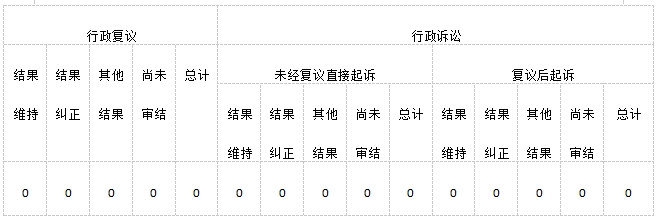 行政复议 行政诉讼
结果维持 结果纠正 其他结果 尚未审结 总计 未经复议直接起诉 复议后起诉
结果维持 结果纠正 其他结果 尚未审结 总计 结果维持 结果纠正 其他结果 尚未审结 总计
0 0 0 0 0 0 0 0 0 0 0 0 0 0 0